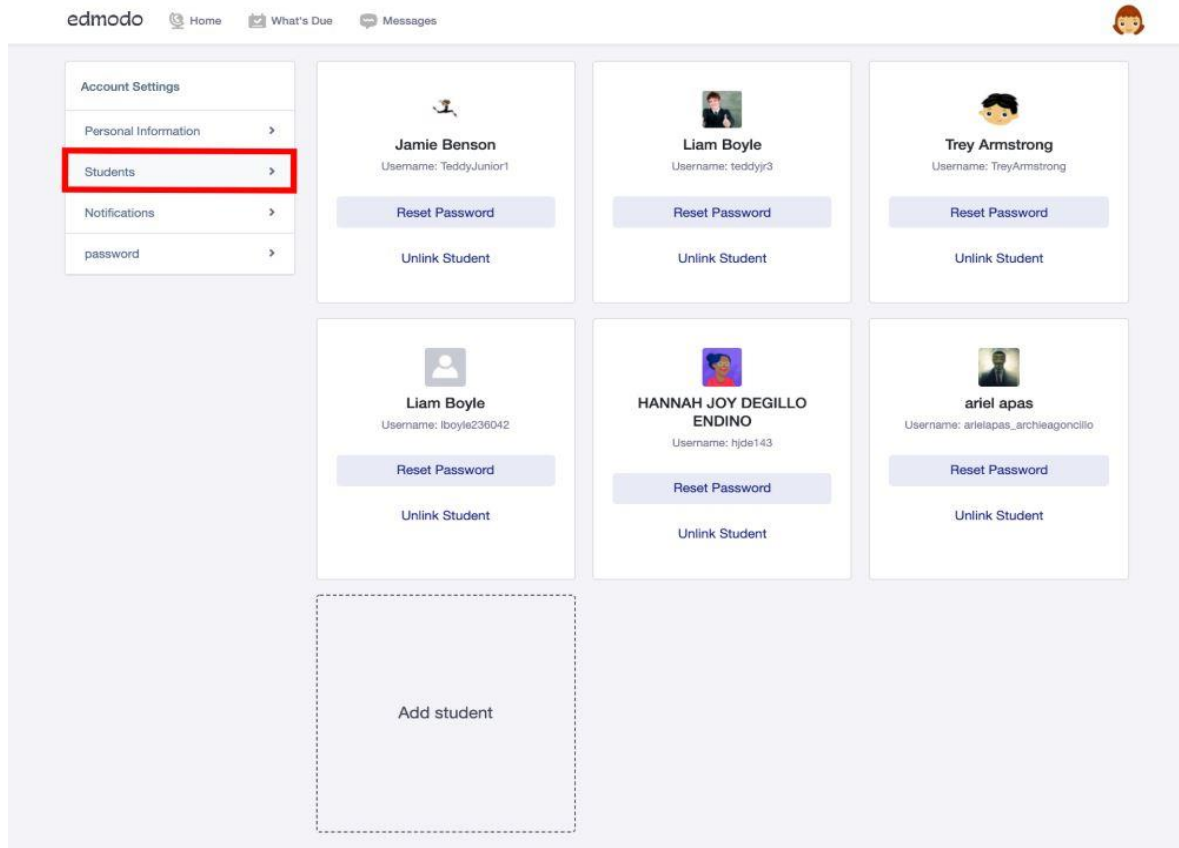 edmodo Home What's Due Messages
Account Settings
Personal Information
Students
Notifications
password
Jamie Benson
Username: TeddyJunior1
Reset Password
Unlink Student
Liam Boyle
Username: teddyjr3
Reset Password
Unlink Student
Trey Armstrong
Username: TreyArmstrong
Reset Password
Unlink Student
Liam Boyle
Username: lboyle236042
Reset Password
Unlink Student
HANNAH JOY DEGILLO
ENDINO
Username: hjde143
Reset Password
Unlink Student
ariel apas
Username: arielapas_archieagoncillo
Reset Password
Unlink Student
Add student